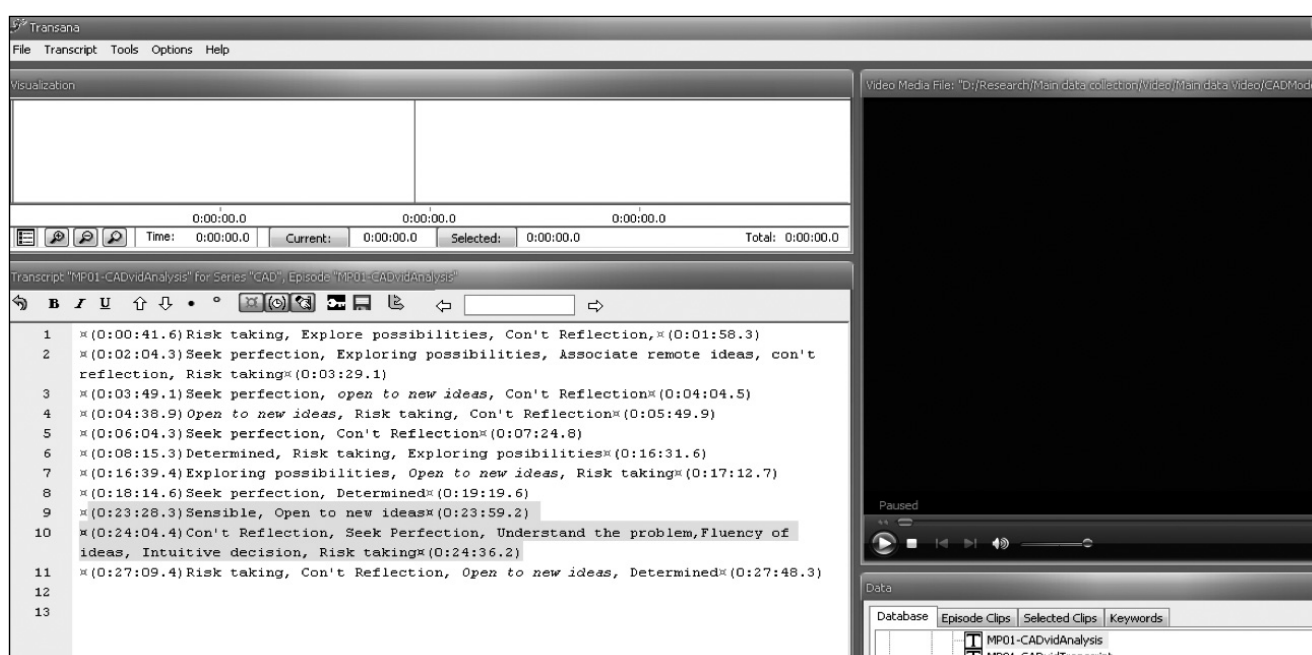 Transana
File Transcript Tools Options Help
Visualization
0:00:00.0 0:00:00.0 0:00:00.0
Time: 0:00:00.0 Current: 0:00:00.0 Selected: 0:00:00.0 Total: 0:00:00.0
Transcript "MP01-CADvidAnalysis" for Series "CAD", Episode "MP01-CADvidAnalysis"
B I U
1 ¤(0:00:41.6)Risk taking, Explore possibilities, Con't Reflection,¤(0:01:58.3)
2 ¤(0:02:04.3)Seek perfection, Exploring possibilities, Associate remote ideas, con't
reflection, Risk taking¤(0:03:29.1)
3 ¤(0:03:49.1)Seek perfection, open to new ideas, Con't Reflection¤(0:04:04.5)
4 ¤(0:04:38.9)Open to new ideas, Risk taking, Con't Reflection¤(0:05:49.9)
5 ¤(0:06:04.3)Seek perfection, Con't Reflection¤(0:07:24.8)
6 ¤(0:08:15.3)Determined, Risk taking, Exploring posibilities¤(0:16:31.6)
7 ¤(0:16:39.4)Exploring possibilities, Open to new ideas, Risk taking¤(0:17:12.7)
8 ¤(0:18:14.6)Seek perfection, Determined¤(0:19:19.6)
9 ¤(0:23:28.3)Sensible, Open to new ideas¤(0:23:59.2)
10 ¤(0:24:04.4)Con't Reflection, Seek Perfection, Understand the problem,Fluency of
ideas, Intuitive decision, Risk taking¤(0:24:36.2)
11 ¤(0:27:09.4)Risk taking, Con't Reflection, Open to new ideas, Determined¤(0:27:48.3)
12
13
Video Media File: "D:/Research/Main data collection/Video/Main data Video/CADMode
Paused
Data
Database Episode Clips Selected Clips Keywords
MP01-CADvidAnalysis